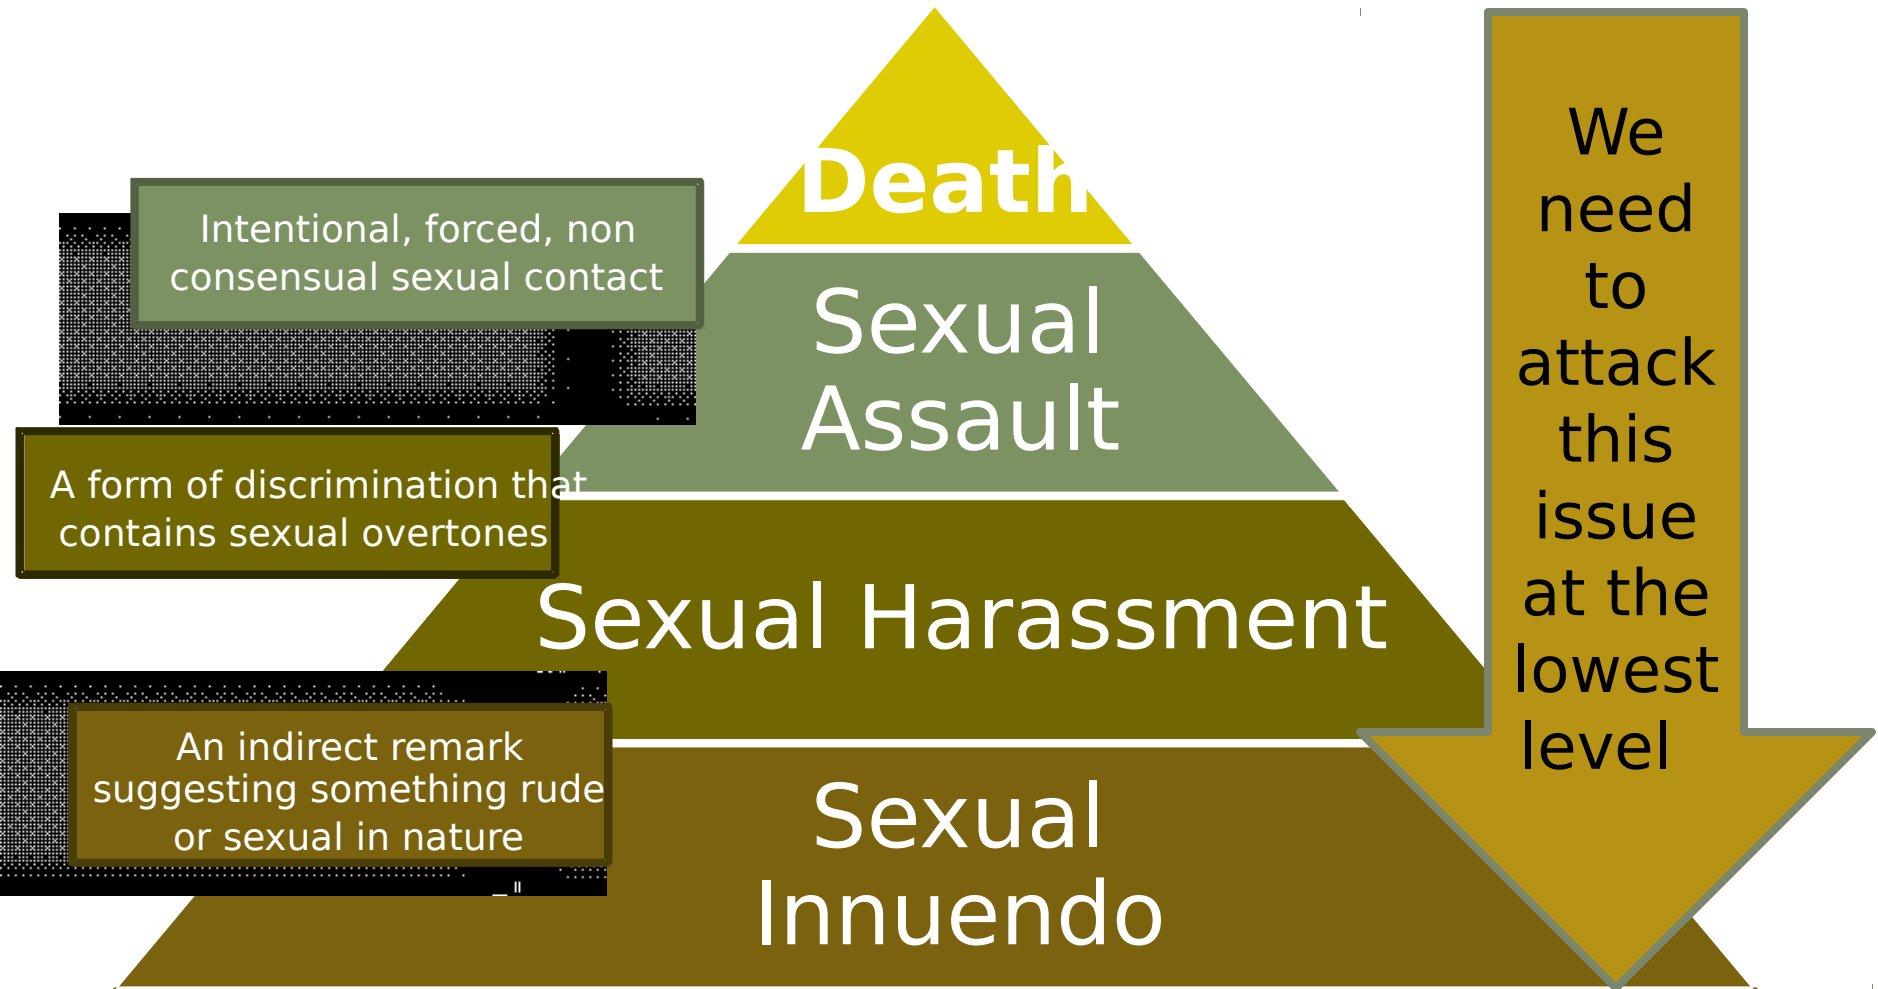 Death
Intentional, forced, non
consensual sexual contact
Sexual
Assault
A form of discrimination that
contains sexual overtones
Sexual Harassment
An indirect remark
suggesting something rude
or sexual in nature
Sexual
Innuendo
We
need
to
attack
this
issue
at the
lowest
level